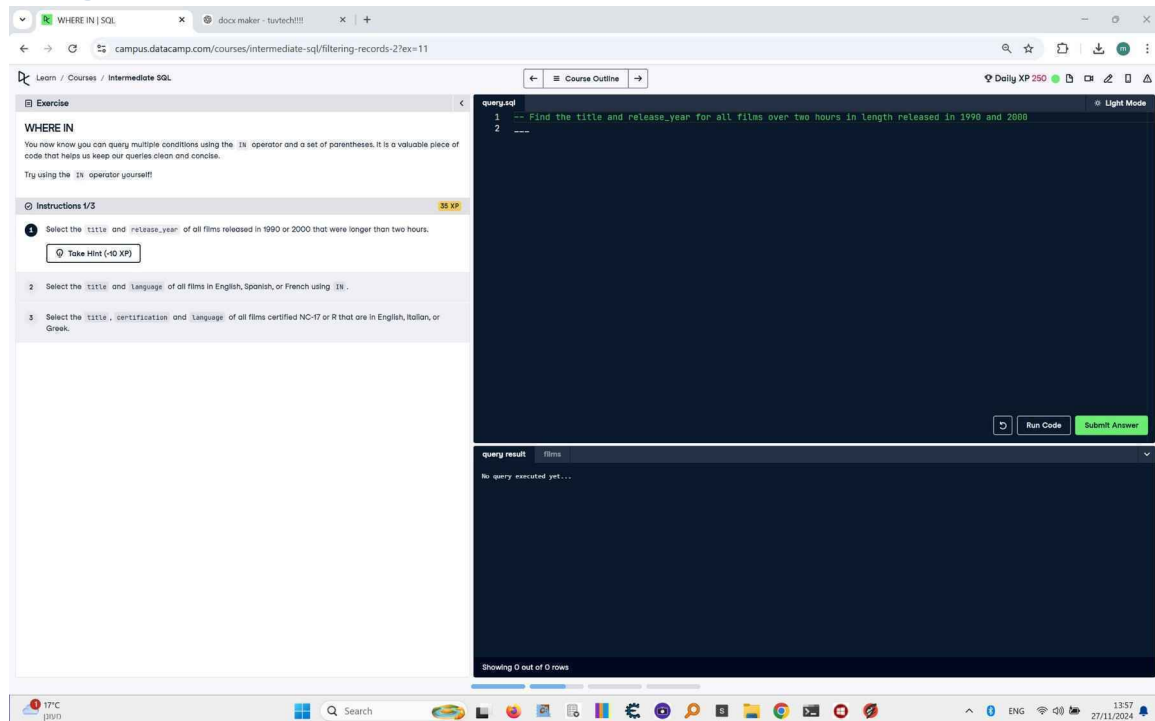 WHERE IN | SQL
docx maker - tuvtech!!!!
campus.datacamp.com/courses/intermediate-sql/filtering-records-2?ex=11
m
Learn / Courses / Intermediate SQL
Course Outline
Daily XP 250
Exercise
WHERE IN
You now know you can query multiple conditions using the IN operator and a set of parentheses. It is a valuable piece of
code that helps us keep our queries clean and concise.
Try using the IN operator yourself!
Instructions 1/3
35 XP
1 Select the title and release_year of all films released in 1990 or 2000 that were longer than two hours.
Take Hint (-10 XP)
2 Select the title and language of all films in English, Spanish, or French using IN .
3 Select the title , certification and language of all films certified NC-17 or R that are in English, Italian, or
Greek.
query.sql
Light Mode
1 -- Find the title and release_year for all films over two hours in length released in 1990 and 2000
2 ___
Run Code
Submit Answer
query result films
No query executed yet...
Showing 0 out of 0 rows
1
17°C
Search
S
ENG
13:57
27/11/2024